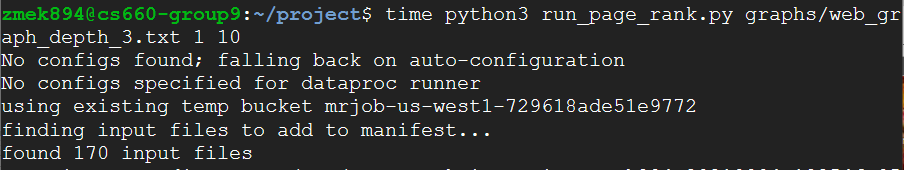 zmek894@cs660-group9:~/project$ time python3 run_page_rank.py graphs/web_gr
aph_depth_3.txt 1 10
No configs found; falling back on auto-configuration
No configs specified for dataproc runner
using existing temp bucket mrjob-us-west1-729618ade51e9772
finding input files to add to manifest...
found 170 input files